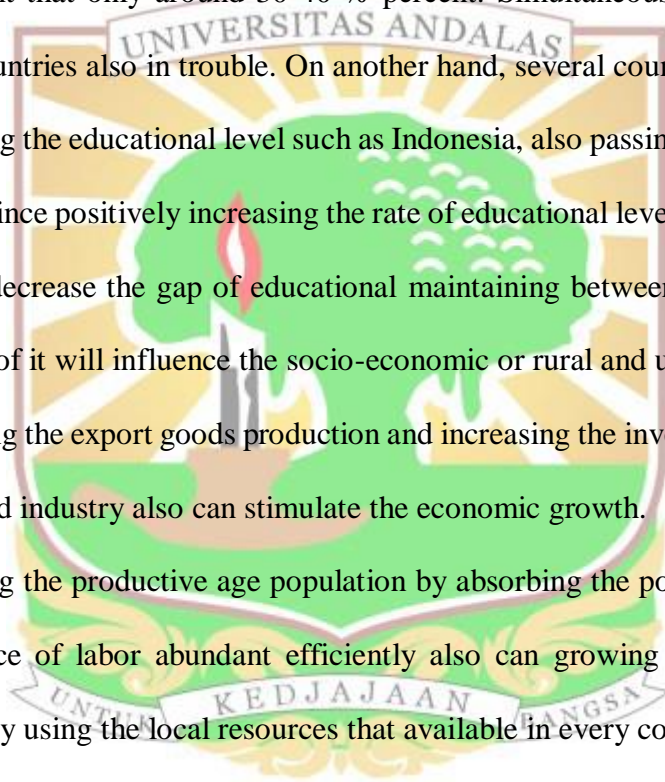 that only around 30-40 % percent.
UNIVERSITAS ANDALAS
untries also in trouble. On another hand, several coun
g the educational level such as Indonesia, also passin
ince positively increasing the rate of educational leve
decrease the gap of educational maintaining between
of it will influence the socio-economic or rural and u
g the export goods production and increasing the inv
d industry also can stimulate the economic growth.
g the productive age population by absorbing the po
ce of labor abundant efficiently also can growing
UNTUK KEDJAJAAN BANGSA
y using the local resources that available in every co